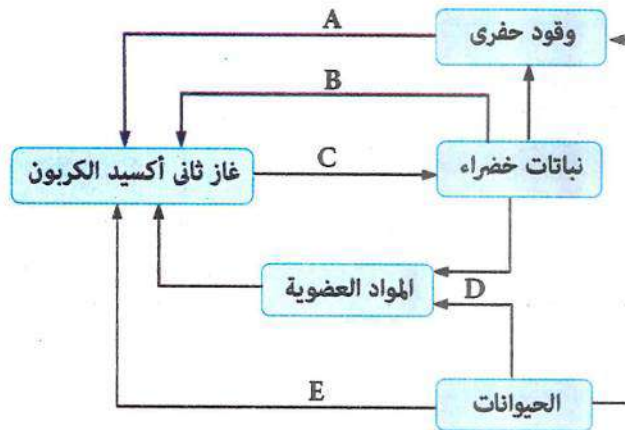 A
وقود حفرى
B
غاز ثانى أكسيد الكربون
C
نباتات خضراء
المواد العضوية
D
E
الحيوانات